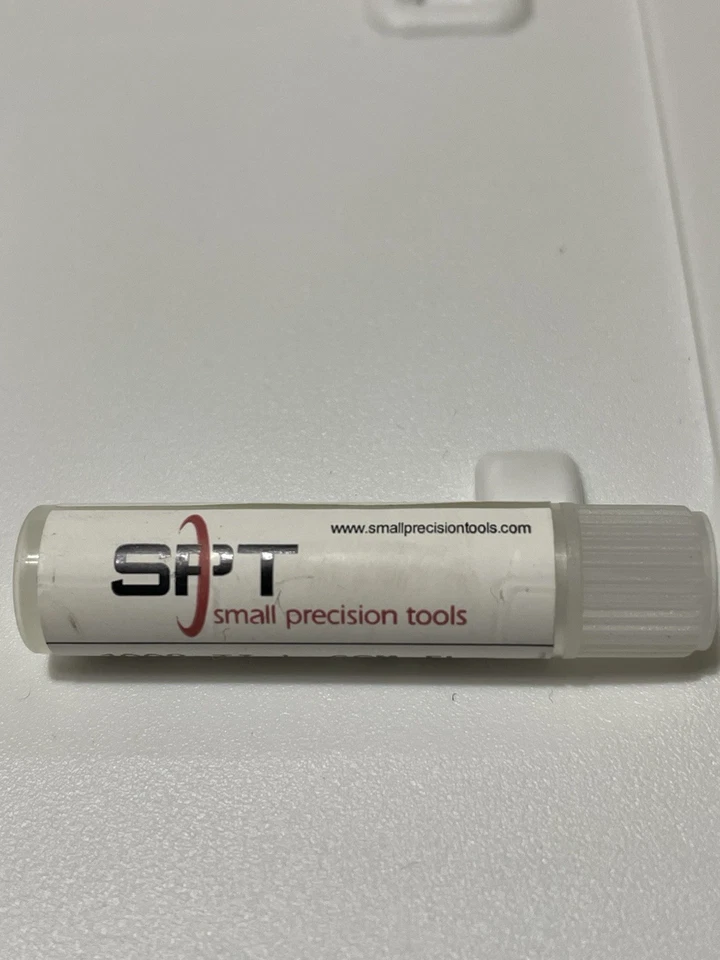 www.smallprecisiontools.com
SPT
small precision tools